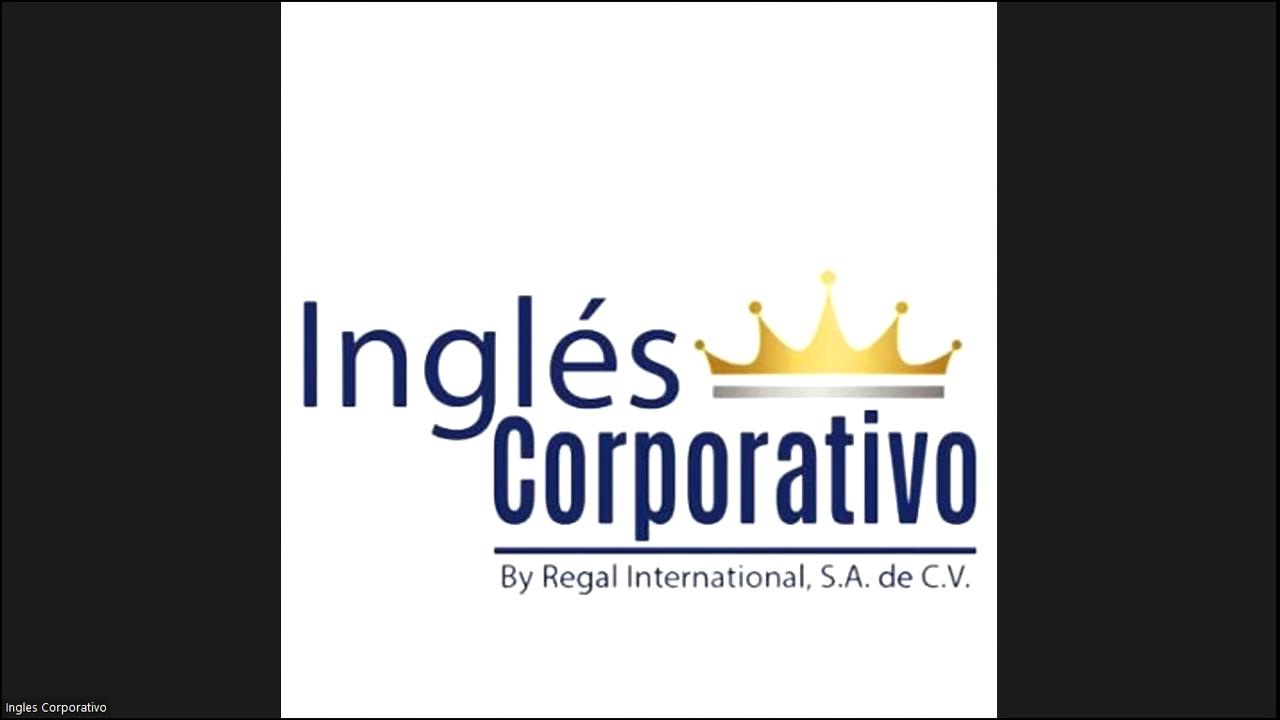 Inglés
Corporativo
By Regal International, S.A. de C.V.
Ingles Corporativo